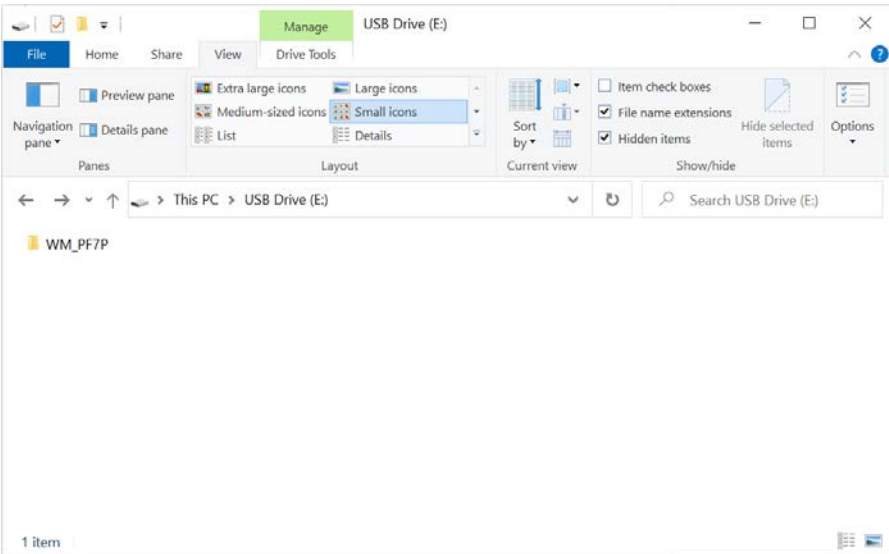 Manage USB Drive (E:)
File Home Share View Drive Tools ?
Navigation pane
Preview pane
Details pane
Panes
Extra large icons Large icons
Medium-sized icons Small icons
List Details
Layout
Sort by
Current view
Item check boxes
File name extensions
Hidden items
Hide selected items
Show/hide
Options
This PC > USB Drive (E:)
Search USB Drive (E:)
WM_PF7P
1 item